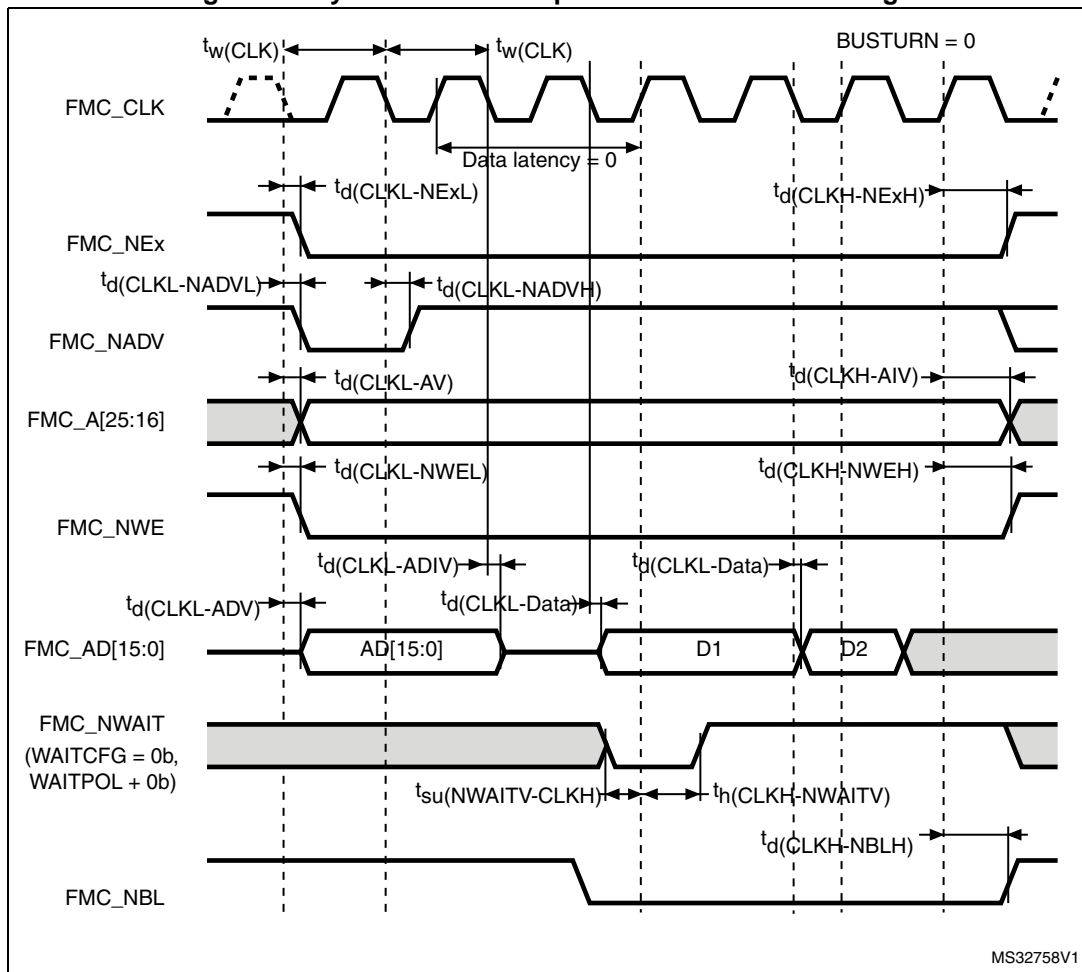 tw(CLK) tw(CLK) BUSTURN = 0
FMC_CLK
Data latency = 0
td(CLKL-NExL) td(CLKH-NExH)
FMC_NEx
td(CLKL-NADVL) td(CLKL-NADVH)
FMC_NADV
td(CLKL-AV) td(CLKH-AIV)
FMC_A[25:16]
td(CLKL-NWEL) td(CLKH-NWEH)
FMC_NWE
td(CLKL-ADIV) td(CLKL-Data)
td(CLKL-ADV) td(CLKL-Data)
FMC_AD[15:0] AD[15:0] D1 D2
FMC_NWAIT
(WAITCFG = 0b,
WAITPOL + 0b)
tsu(NWAITV-CLKH) th(CLKH-NWAITV)
td(CLKH-NBLH)
FMC_NBL
MS32758V1